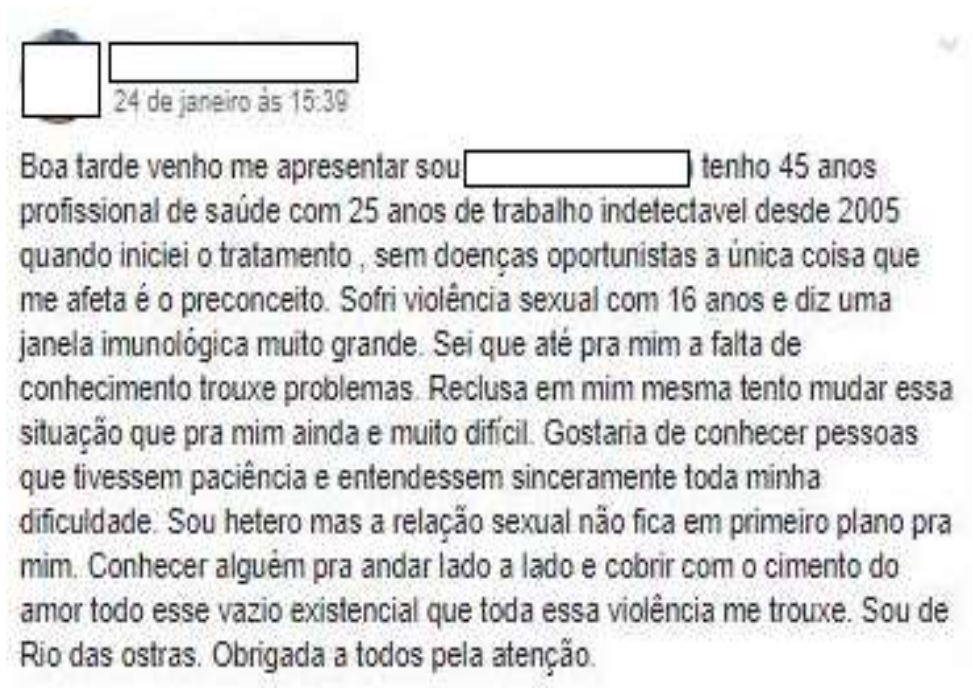 24 de janeiro às 15:39
Boa tarde venho me apresentar sou ) tenho 45 anos
profissional de saúde com 25 anos de trabalho indetectavel desde 2005
quando iniciei o tratamento , sem doenças oportunistas a única coisa que
me afeta é o preconceito. Sofri violência sexual com 16 anos e diz uma
janela imunológica muito grande. Sei que até pra mim a falta de
conhecimento trouxe problemas. Reclusa em mim mesma tento mudar essa
situação que pra mim ainda e muito difícil. Gostaria de conhecer pessoas
que tivessem paciência e entendessem sinceramente toda minha
dificuldade. Sou hetero mas a relação sexual não fica em primeiro plano pra
mim. Conhecer alguém pra andar lado a lado e cobrir com o cimento do
amor todo esse vazio existencial que toda essa violência me trouxe. Sou de
Rio das ostras. Obrigada a todos pela atenção.